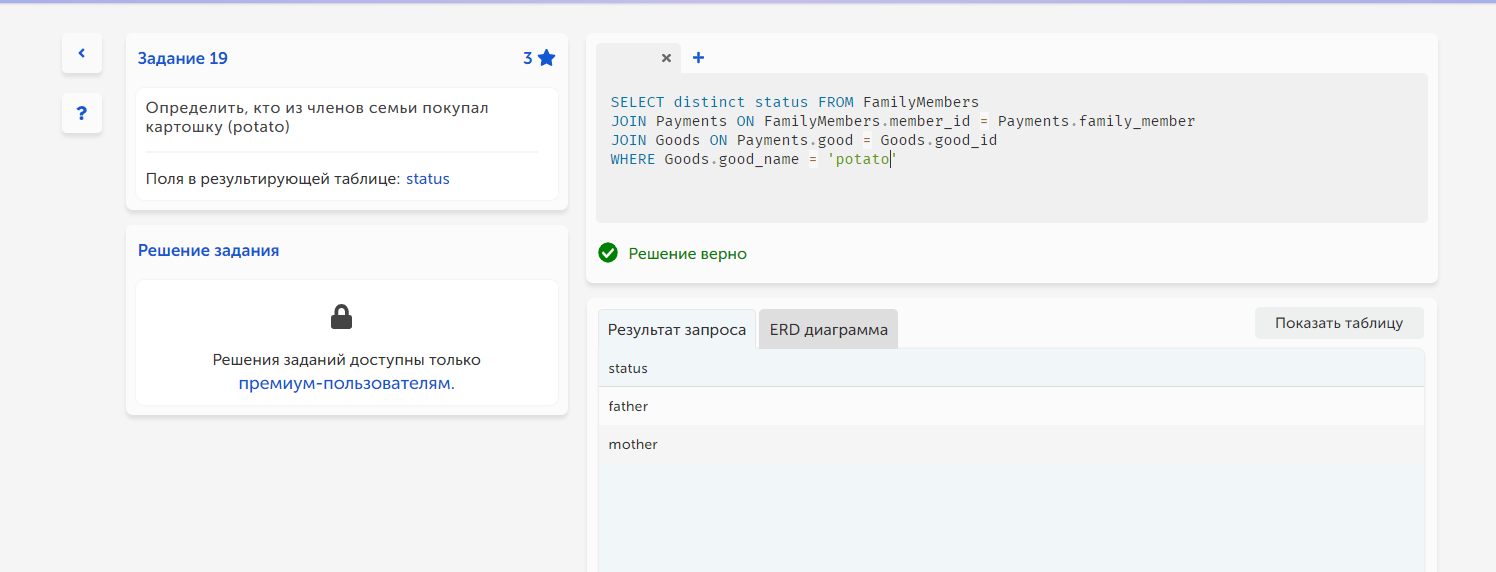 Задание 19
3
?
Определить, кто из членов семьи покупал
картошку (potato)
Поля в результирующей таблице: status
Решение задания
Решения заданий доступны только
премиум-пользователям.
SELECT distinct status FROM FamilyMembers
JOIN Payments ON FamilyMembers.member_id = Payments.family_member
JOIN Goods ON Payments.good = Goods.good_id
WHERE Goods.good_name = 'potato'
Решение верно
Результат запроса
ERD диаграмма
Показать таблицу
status
father
mother